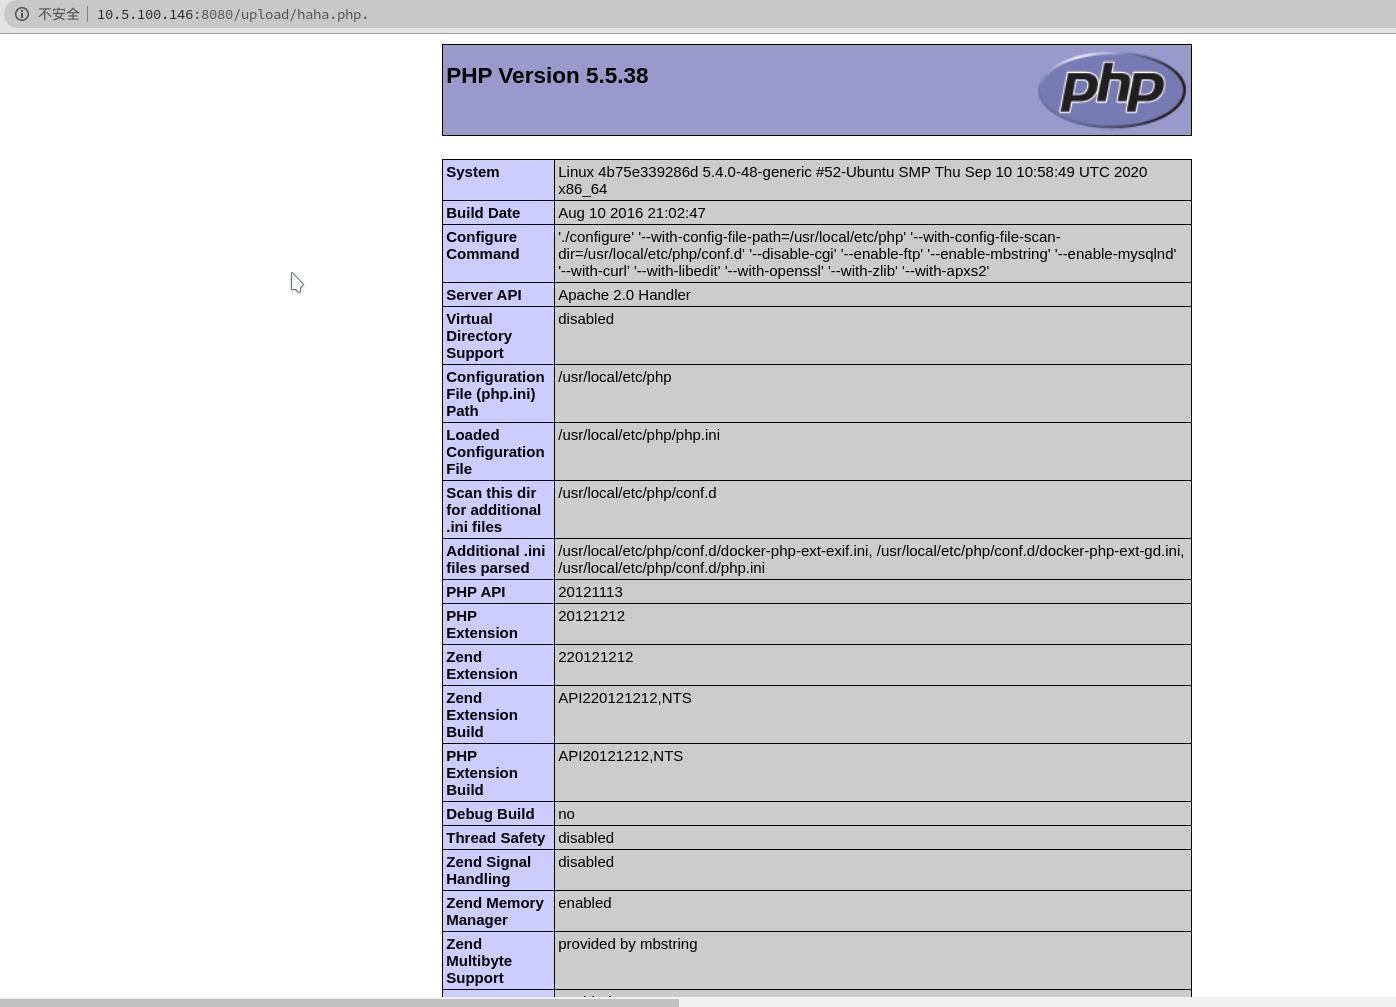 不安全 10.5.100.146:8080/upload/haha.php.
PHP Version 5.5.38
php
System
Linux 4b75e339286d 5.4.0-48-generic #52-Ubuntu SMP Thu Sep 10 10:58:49 UTC 2020
x86_64
Build Date
Aug 10 2016 21:02:47
Configure
Command
'./configure' '--with-config-file-path=/usr/local/etc/php' '--with-config-file-scan-
dir=/usr/local/etc/php/conf.d' '--disable-cgi' '--enable-ftp' '--enable-mbstring' '--enable-mysqlnd'
'--with-curl' '--with-libedit' '--with-openssl' '--with-zlib' '--with-apxs2'
Server API
Apache 2.0 Handler
Virtual
Directory
Support
disabled
Configuration
File (php.ini)
Path
/usr/local/etc/php
Loaded
Configuration
File
/usr/local/etc/php/php.ini
Scan this dir
for additional
.ini files
/usr/local/etc/php/conf.d
Additional .ini
files parsed
/usr/local/etc/php/conf.d/docker-php-ext-exif.ini, /usr/local/etc/php/conf.d/docker-php-ext-gd.ini,
/usr/local/etc/php/conf.d/php.ini
PHP API
20121113
PHP
Extension
20121212
Zend
Extension
220121212
Zend
Extension
Build
API220121212,NTS
PHP
Extension
Build
API20121212,NTS
Debug Build
no
Thread Safety
disabled
Zend Signal
Handling
disabled
Zend Memory
Manager
enabled
Zend
Multibyte
Support
provided by mbstring